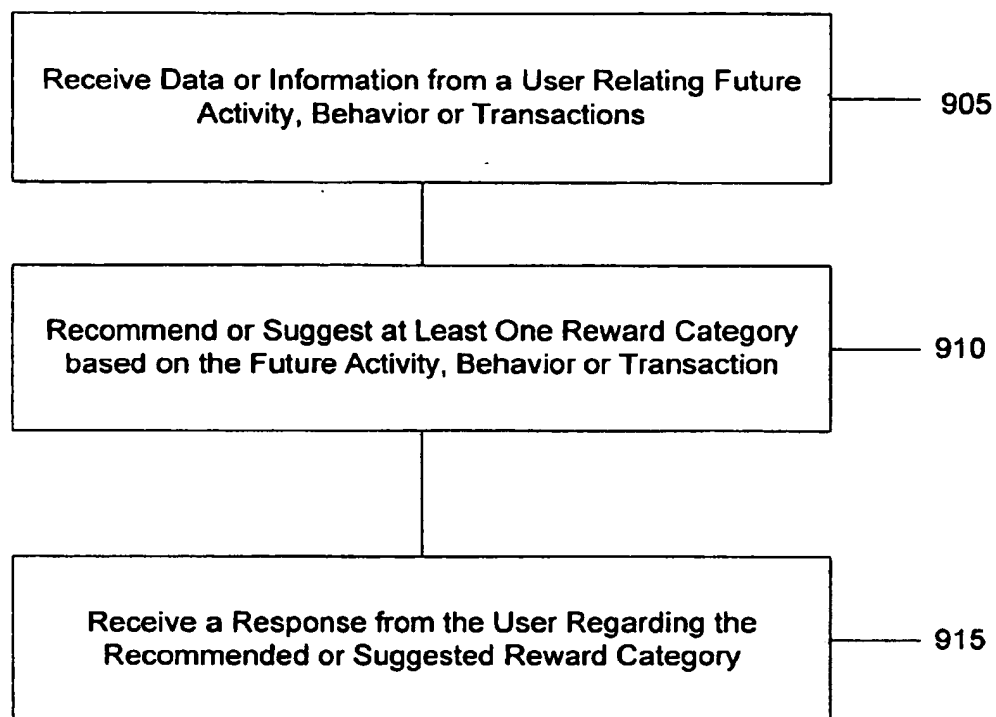 Receive Data or Information from a User Relating Future
Activity, Behavior or Transactions
905
Recommend or Suggest at Least One Reward Category
based on the Future Activity, Behavior or Transaction
910
Receive a Response from the User Regarding the
Recommended or Suggested Reward Category
915